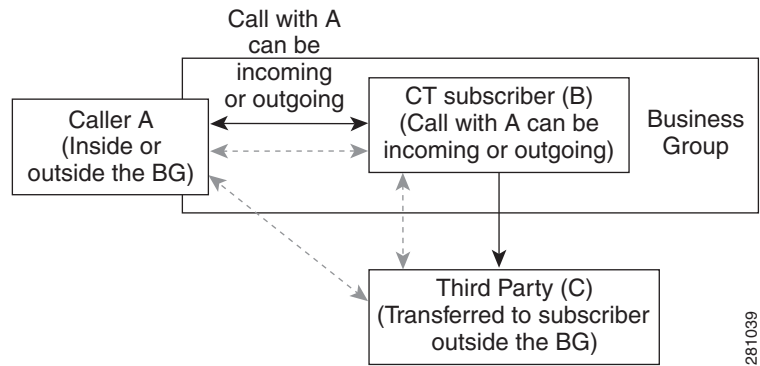 Call with A
can be
incoming
or outgoing
Caller A
(Inside or
outside the BG)
CT subscriber (B)
(Call with A can be
incoming or outgoing)
Business
Group
Third Party (C)
(Transferred to subscriber
outside the BG)
281039